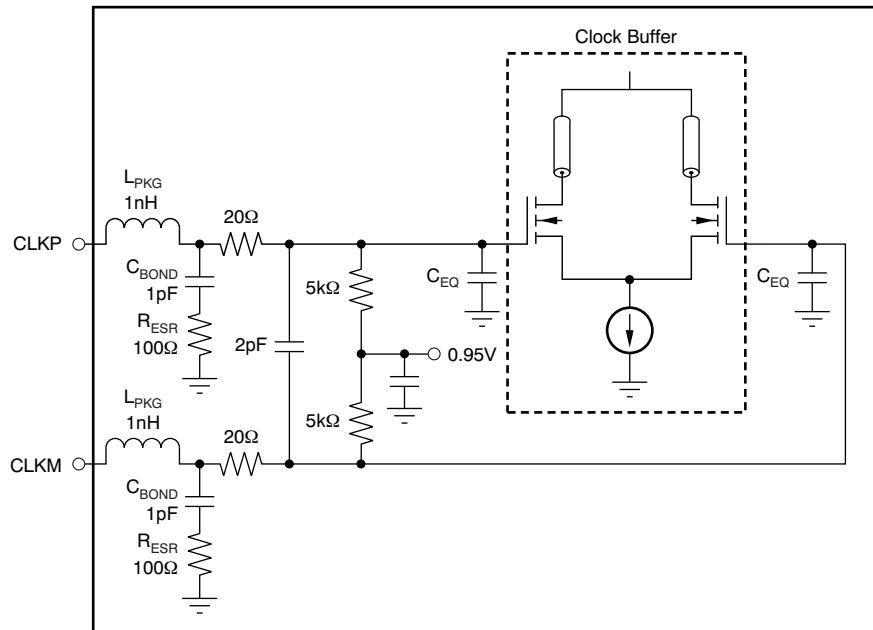 Clock Buffer
L_PKG
1nH
20Ω
CLKP
C_BOND
1pF
R_ESR
100Ω
5kΩ
C_EQ
C_EQ
2pF
0.95V
L_PKG
1nH
5kΩ
20Ω
CLKM
C_BOND
1pF
R_ESR
100Ω